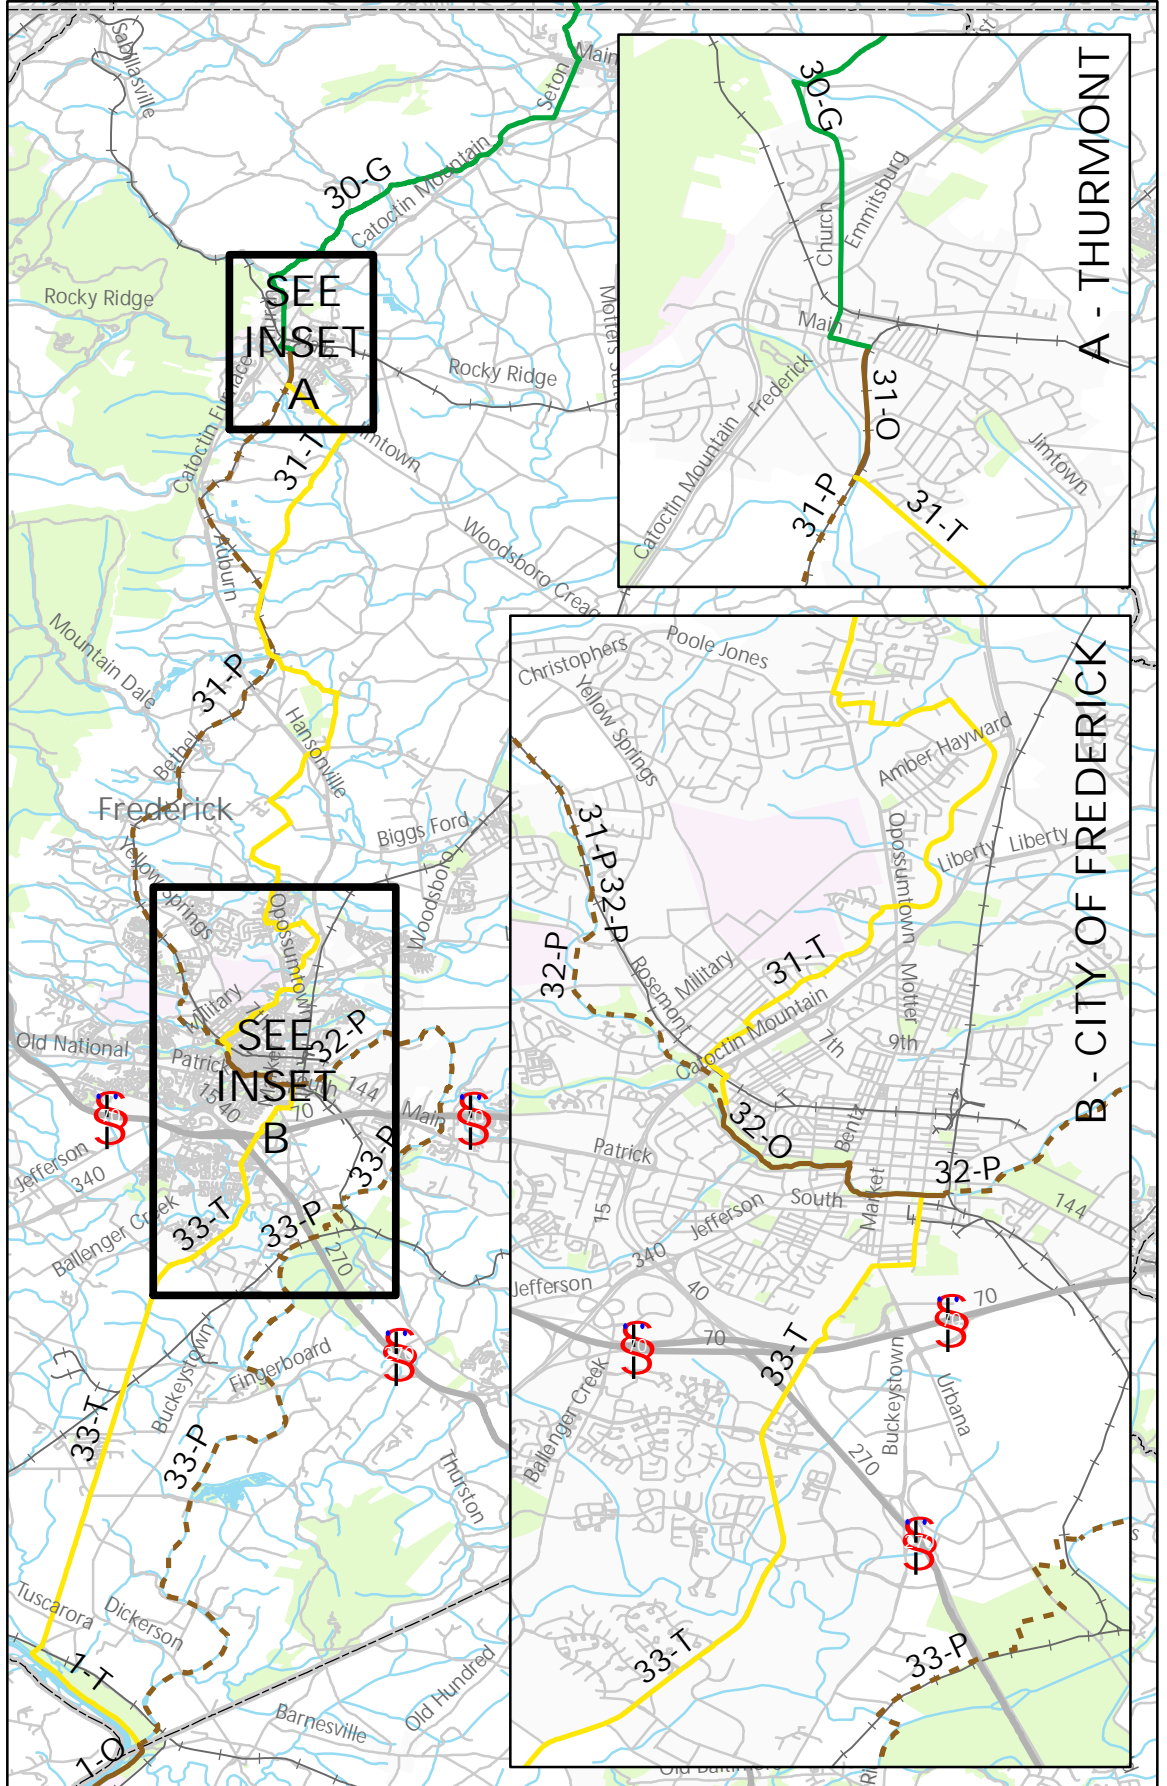 Sabillasville
Main
Seton
30-G
Catoctin Mountain
SEE
INSET
A
Rocky Ridge
Rocky Ridge
Catoctin Furnace
31-T
Jimtown
Auburn
Woodsboro Creag
Mountain Dale
31-P
Hansonville
Bethel
Frederick
Biggs Ford
Yellow Springs
Opossumtown
Woodsboro
Military
7th
Old National
Patrick
SEE
INSET
B
32-P
144
15
40
70
Main
Jefferson
340
33-P
Ballenger Creek
33-T
33-P
270
Buckeystown
Fingerboard
33-T
33-P
Thurston
Tuscarora
Dickerson
1-T
1-O
Barnesville
Old Hundred
A - THURMONT
30-G
Church
Emmitsburg
Main
Frederick
31-O
Catoctin Mountain
31-P
31-T
Jimtown
B - CITY OF FREDERICK
Christophers
Poole Jones
Yellow Springs
Amber Hayward
31-P
32-P
Opossumtown
Liberty
Liberty
32-P
Rosemont
Military
31-T
Motter
Catoctin Mountain
7th
9th
32-O
Bentz
Patrick
32-P
Market
South
15
Jefferson
144
340
Jefferson
40
70
70
33-T
Ballenger Creek
Buckeystown
Urbana
270
33-T
33-P